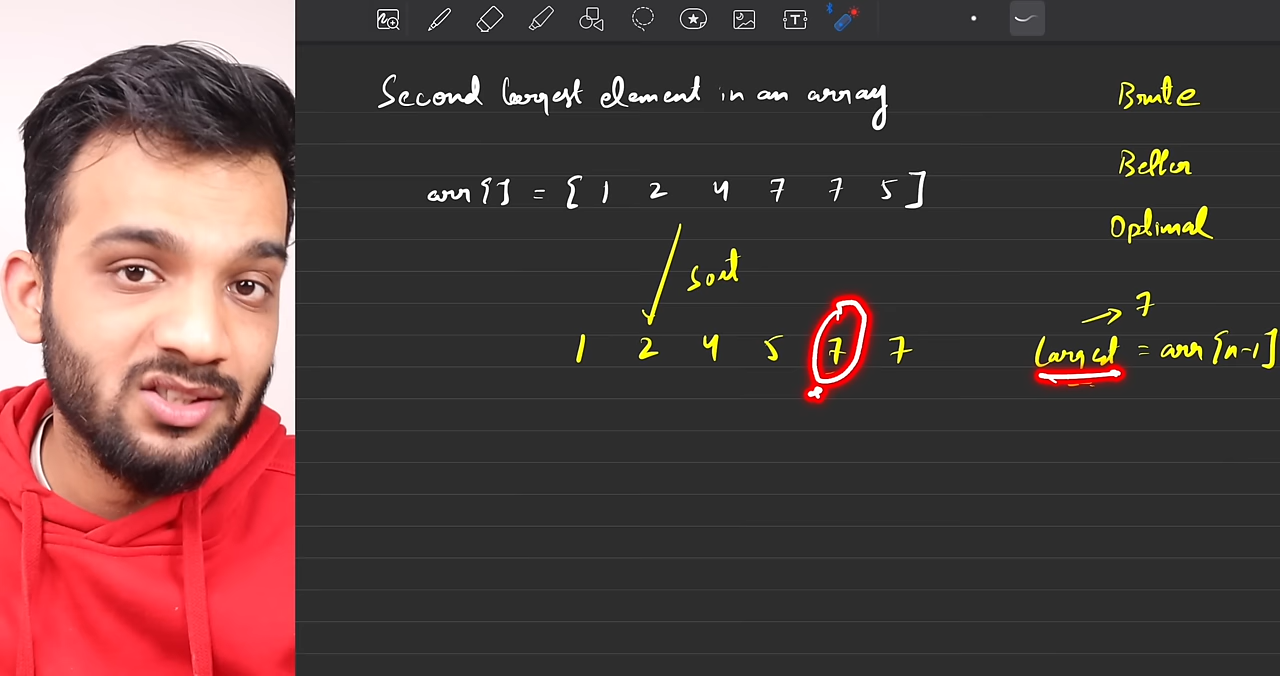 Second largest element in an array
Brute
Better
arr[] = [ 1 2 4 7 7 5 ]
Optimal
sort
7
1 2 4 5 7 7
largest = arr[n-1]